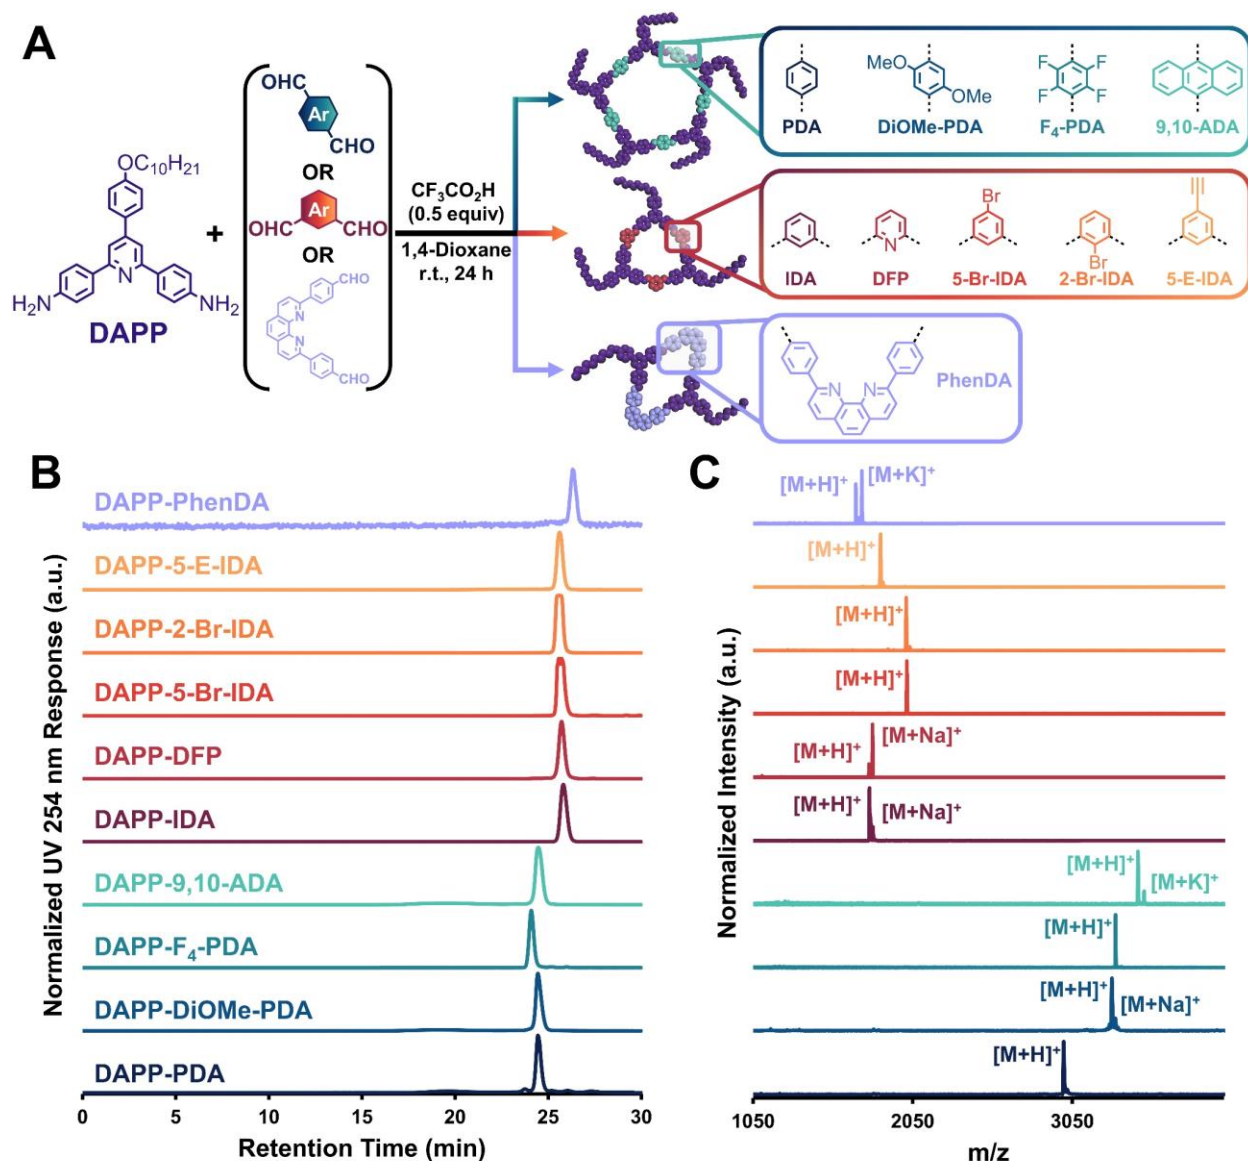 A
OC₁₀H₂₁
H₂N
N
NH₂
DAPP
+
OHC
Ar
CHO
OR
OHC
Ar
CHO
OR
CHO
N
N
CHO
CF₃CO₂H
(0.5 equiv)
1,4-Dioxane
r.t., 24 h
PDA
MeO
OMe
DiOMe-PDA
F
F
F
F
F₄-PDA
9,10-ADA
IDA
N
DFP
Br
5-Br-IDA
Br
2-Br-IDA
5-E-IDA
N
N
PhenDA
B
Normalized UV 254 nm Response (a.u.)
DAPP-PhenDA
DAPP-5-E-IDA
DAPP-2-Br-IDA
DAPP-5-Br-IDA
DAPP-DFP
DAPP-IDA
DAPP-9,10-ADA
DAPP-F₄-PDA
DAPP-DiOMe-PDA
DAPP-PDA
0 5 10 15 20 25 30
Retention Time (min)
C
Normalized Intensity (a.u.)
[M+H]⁺ [M+K]⁺
[M+H]⁺
[M+H]⁺
[M+H]⁺
[M+H]⁺ [M+Na]⁺
[M+H]⁺ [M+Na]⁺
[M+H]⁺ [M+K]⁺
[M+H]⁺
[M+H]⁺ [M+Na]⁺
[M+H]⁺
1050 2050 3050
m/z